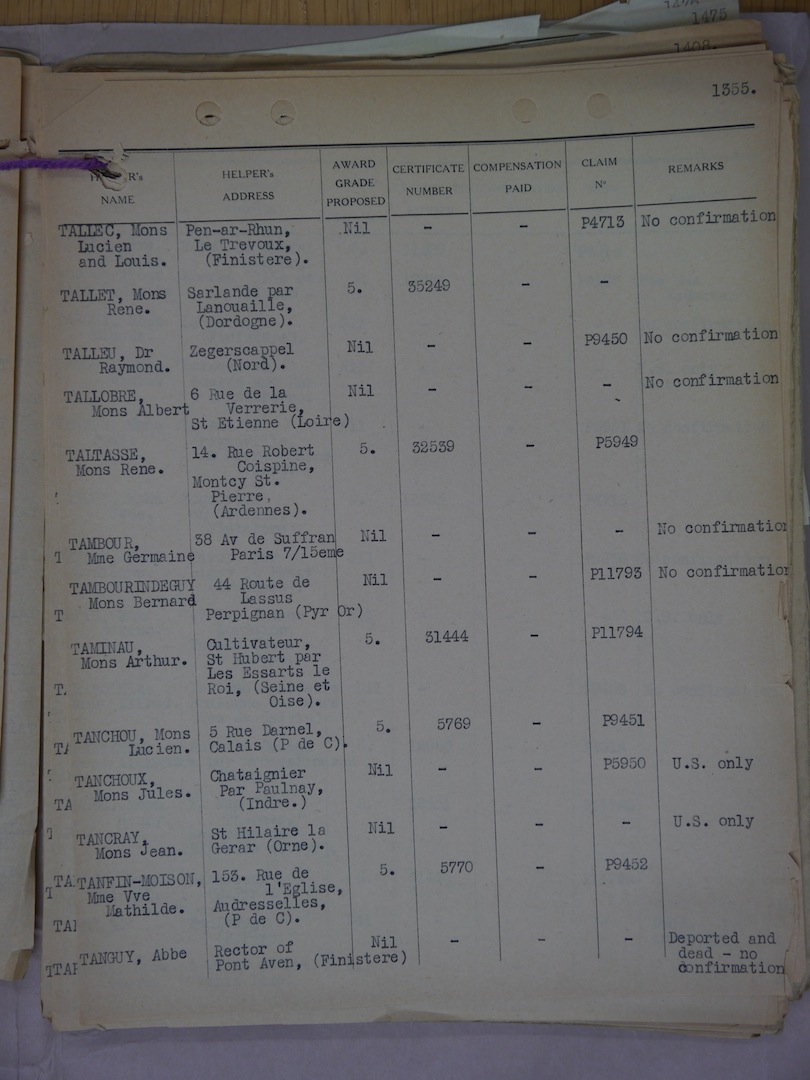 1475
1408.
1355.
HELPER's NAME HELPER's ADDRESS AWARD GRADE PROPOSED CERTIFICATE NUMBER COMPENSATION PAID CLAIM Nº REMARKS
TALLEC, Mons Pen-ar-Rhun, Nil - - P4713 No confirmation
Lucien Le Trevoux,
and Louis. (Finistere).
TALLET, Mons Sarlande par 5. 35249 - -
Rene. Lanouaille,
(Dordogne).
TALLEU, Dr Zegerscappel Nil - - P9450 No confirmation
Raymond. (Nord).
TALLOBRE, 6 Rue de la Nil - - - No confirmation
Mons Albert Verrerie,
St Etienne (Loire)
TALTASSE, 14. Rue Robert 5. 32539 - P5949
Mons Rene. Coispine,
Montcy St.
Pierre,
(Ardennes).
TAMBOUR, 38 Av de Suffran Nil - - - No confirmation
Mme Germaine Paris 7/15eme
TAMBOURINDEGUY 44 Route de Nil - - P11793 No confirmation
Mons Bernard Lassus
Perpignan (Pyr Or)
TAMINAU, Cultivateur, 5. 31444 - P11794
Mons Arthur. St Hubert par
Les Essarts le
Roi, (Seine et
Oise).
TANCHOU, Mons 5 Rue Darnel, 5. 5769 - P9451
Lucien. Calais (P de C).
TANCHOUX, Chataignier Nil - - P5950 U.S. only
Mons Jules. Par Paulnay,
(Indre.)
TANCRAY, St Hilaire la Nil - - - U.S. only
Mons Jean. Gerar (Orne).
TANFIN-MOISON, 153. Rue de 5. 5770 - P9452
Mme Vve l'Eglise,
Mathilde. Audresselles,
(P de C).
TANGUY, Abbe Rector of Nil - - - Deported and
Pont Aven, (Finistere) dead - no
confirmation